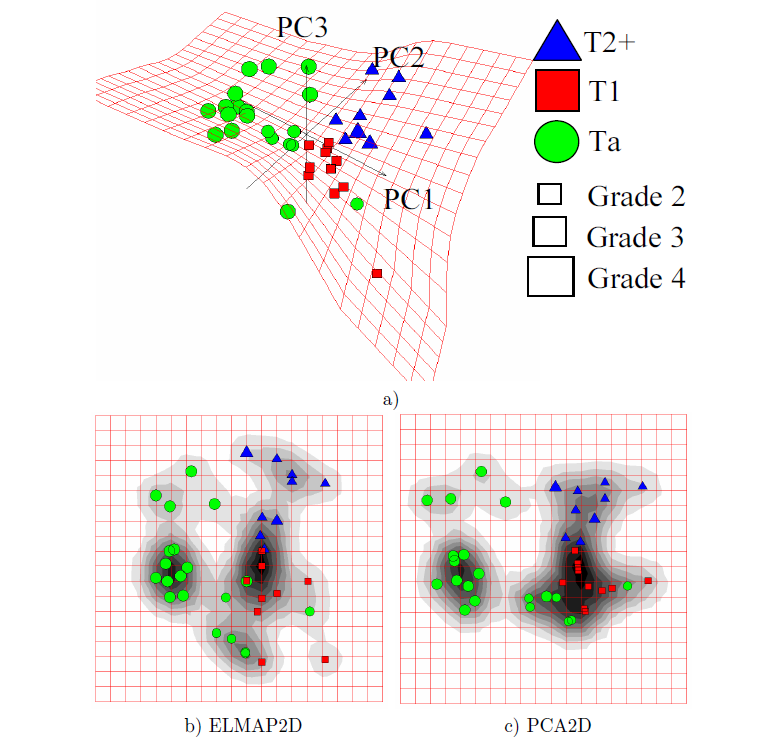 PC3
PC2
PC1
T2+
T1
Ta
Grade 2
Grade 3
Grade 4
a)
b) ELMAP2D
c) PCA2D